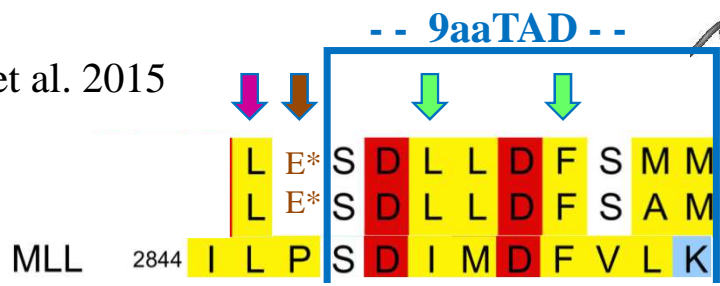 - - 9aaTAD - -
et al. 2015
L E* S D L L D F S M M
L E* S D L L D F S A M
MLL 2844 I L P S D I M D F V L K